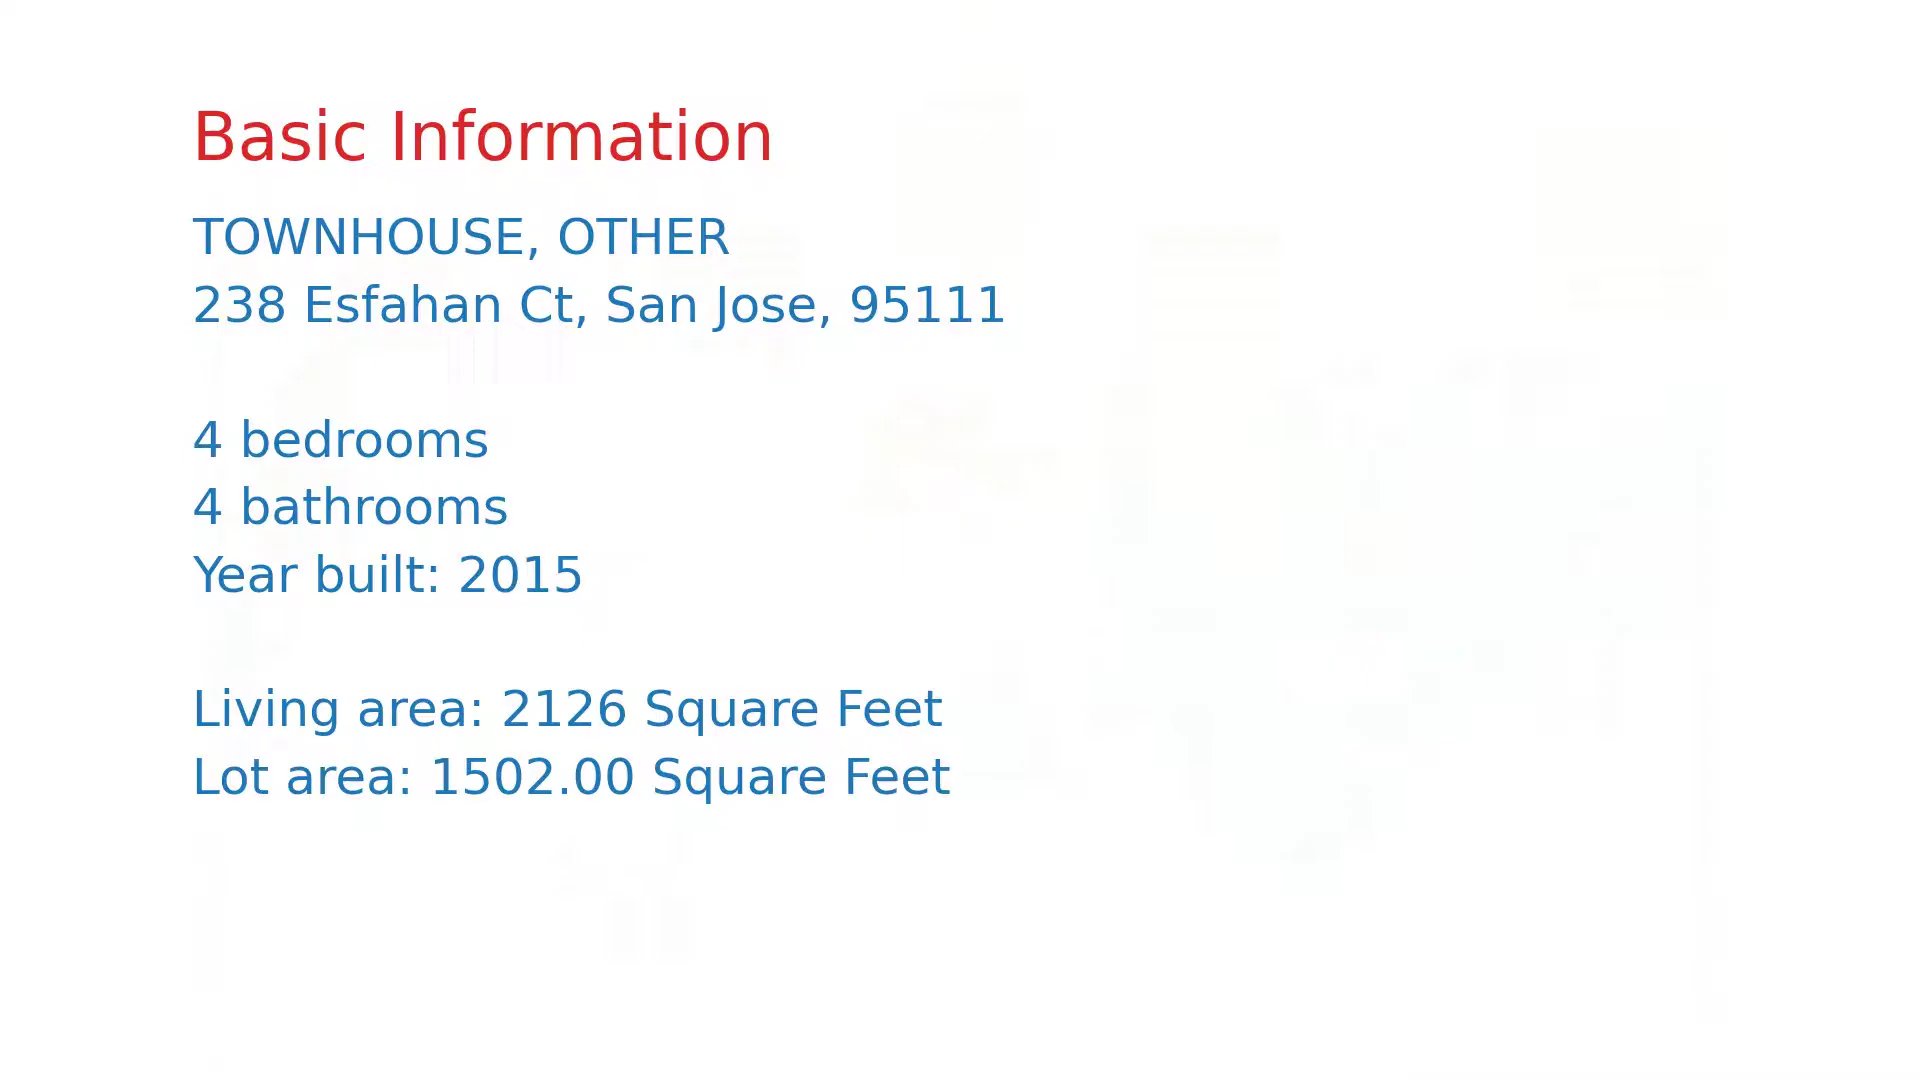 Basic Information
TOWNHOUSE, OTHER
238 Esfahan Ct, San Jose, 95111
4 bedrooms
4 bathrooms
Year built: 2015
Living area: 2126 Square Feet
Lot area: 1502.00 Square Feet